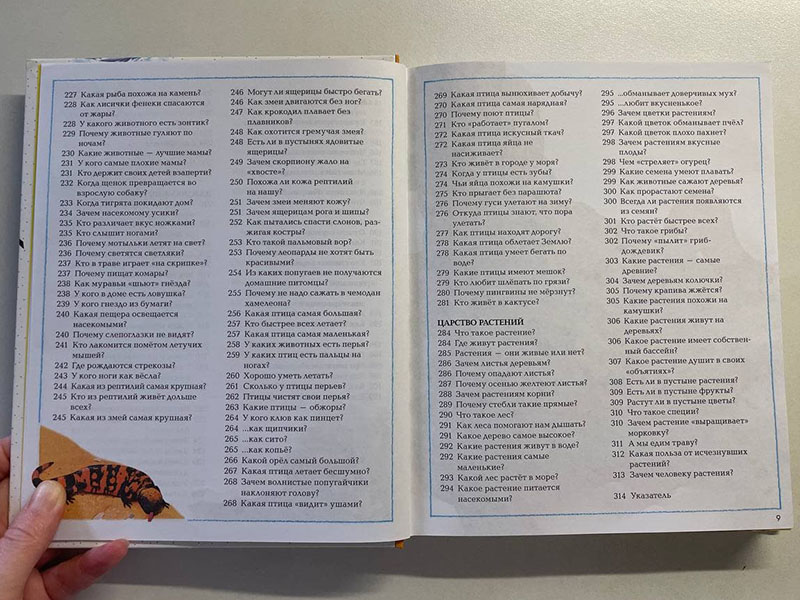 227 Какая рыба похожа на камень?
228 Как лисички фенеки спасаются
от жары?
228 У какого животного есть зонтик?
229 Почему животные гуляют по
ночам?
230 Какие животные — лучшие мамы?
231 У кого самые плохие мамы?
231 Кто держит своих детей взаперти?
232 Когда щенок превращается во
взрослую собаку?
233 Когда тигрята покидают дом?
234 Зачем насекомому усики?
235 Кто различает вкус ножками?
235 Кто слышит ногами?
236 Почему мотыльки летят на свет?
236 Почему светятся светляки?
237 Кто в траве играет «на скрипке»?
237 Почему пищат комары?
238 Как муравьи «шьют» гнёзда?
238 У кого в доме есть ловушка?
239 У кого гнездо из бумаги?
240 Какая пещера освещается
насекомыми?
240 Почему слепоглазки не видят?
241 Кто лакомится помётом летучих
мышей?
242 Где рождаются стрекозы?
243 У кого ноги как вёсла?
244 Какая из рептилий самая крупная?
245 Кто из рептилий живёт дольше
всех?
245 Какая из змей самая крупная?
246 Могут ли ящерицы быстро бегать?
246 Как змеи двигаются без ног?
247 Как крокодил плавает без
плавников?
248 Как охотится гремучая змея?
248 Есть ли в пустынях ядовитые
ящерицы?
249 Зачем скорпиону жало на
«хвосте»?
250 Похожа ли кожа рептилий
на нашу?
251 Зачем змеи меняют кожу?
251 Зачем ящерицам рога и шипы?
252 Как пытались спасти слонов, раз-
жигая костры?
253 Кто такой пальмовый вор?
253 Почему леопарды не хотят быть
красивыми?
254 Из каких попугаев не получаются
домашние питомцы?
255 Почему не надо сажать в чемодан
хамелеона?
256 Какая птица самая большая?
257 Кто быстрее всех летает?
257 Какая птица самая маленькая?
258 У каких животных есть перья?
259 У каких птиц есть пальцы на
ногах?
260 Хорошо уметь летать?
261 Сколько у птицы перьев?
262 Птицы чистят свои перья?
263 Какие птицы — обжоры?
264 У кого клюв как пинцет?
264 ...как щипчики?
265 ...как сито?
265 ...как копьё?
266 Какой орёл самый большой?
267 Какая птица летает бесшумно?
268 Зачем волнистые попугайчики
наклоняют голову?
268 Какая птица «видит» ушами?
269 Какая птица вынюхивает добычу?
270 Какая птица самая нарядная?
270 Почему поют птицы?
271 Кто «работает» пугалом?
272 Какая птица искусный ткач?
272 Какая птица яйца не
насиживает?
273 Кто живёт в городе у моря?
274 Когда у птицы есть зубы?
274 Чьи яйца похожи на камушки?
275 Кто прыгает без парашюта?
276 Почему гуси улетают на зиму?
276 Откуда птицы знают, что пора
улетать?
277 Как птицы находят дорогу?
278 Какая птица облетает Землю?
278 Какая птица умеет бегать по
воде?
279 Какие птицы имеют мешок?
279 Кто любит шлёпать по грязи?
280 Почему пингвины не мёрзнут?
281 Кто живёт в кактусе?
ЦАРСТВО РАСТЕНИЙ
284 Что такое растение?
284 Где живут растения?
285 Растения — они живые или нет?
286 Зачем листья деревьям?
286 Почему опадают листья?
287 Почему осенью желтеют листья?
288 Зачем растениям корни?
289 Почему стебли такие прямые?
290 Что такое лес?
291 Как леса помогают нам дышать?
291 Какое дерево самое высокое?
292 Какие растения живут в воде?
292 Какие растения самые
маленькие?
293 Какой лес растёт в море?
294 Какое растение питается
насекомыми?
295 ...обманывает доверчивых мух?
295 ...любит вкусненькое?
296 Зачем цветки растениям?
297 Какой цветок обманывает пчёл?
297 Какой цветок плохо пахнет?
298 Зачем растениям вкусные
плоды?
298 Чем «стреляет» огурец?
299 Какие семена умеют плавать?
299 Как животные сажают деревья?
300 Как прорастают семена?
300 Всегда ли растения появляются
из семян?
301 Кто растёт быстрее всех?
302 Что такое грибы?
302 Почему «пылит» гриб-
дождевик?
303 Какие растения — самые
древние?
304 Зачем деревьям колючки?
305 Почему крапива жжётся?
305 Какие растения похожи на
камушки?
306 Какие растения живут на
деревьях?
306 Какое растение имеет собствен-
ный бассейн?
307 Какое растение душит в своих
«объятиях»?
308 Есть ли в пустыне растения?
309 Есть ли в пустыне фрукты?
309 Растут ли в пустыне цветы?
310 Что такое специи?
310 Зачем растение «выращивает»
морковку?
311 А мы едим траву?
312 Какая польза от исчезнувших
растений?
313 Зачем человеку растения?
314 Указатель
9